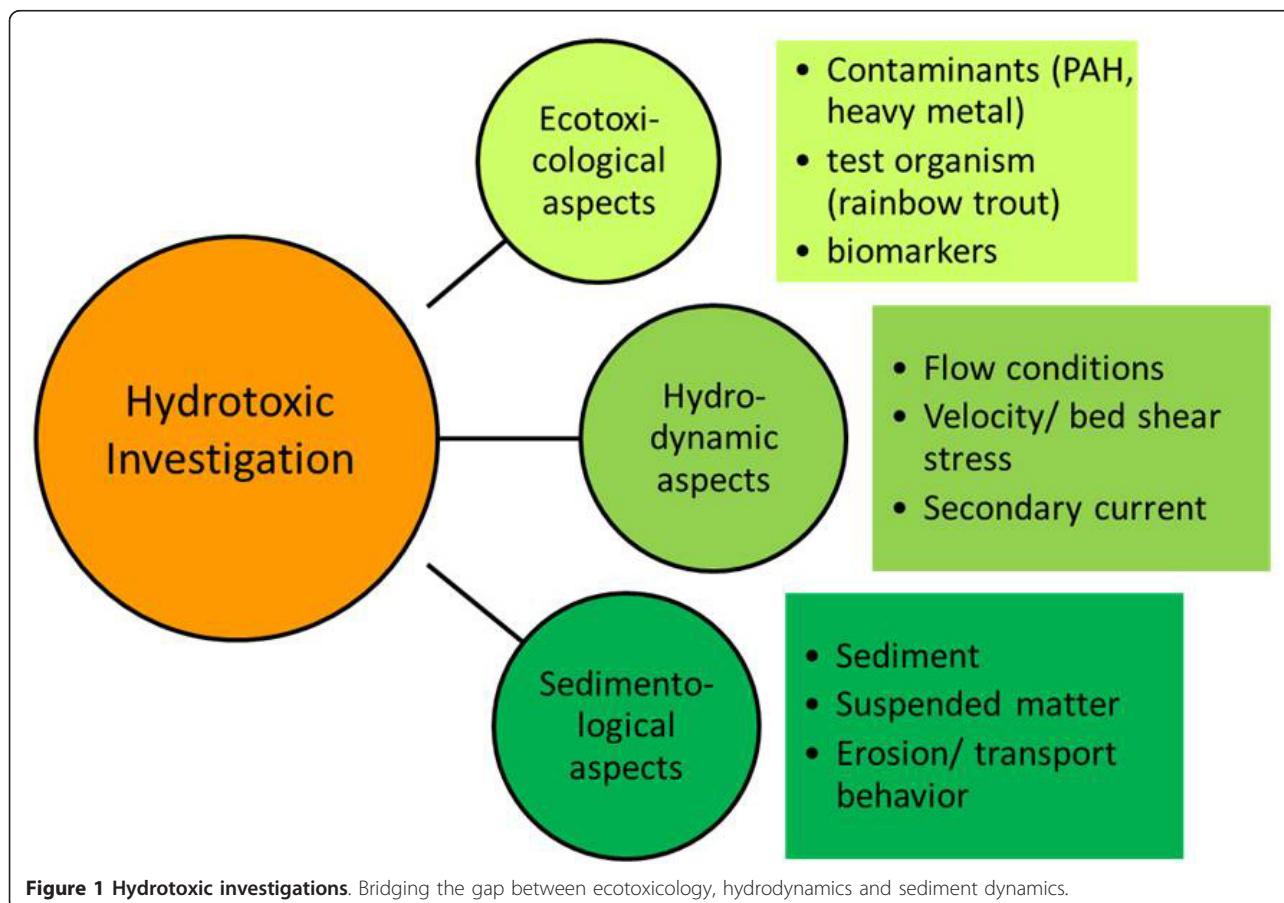 Hydrotoxic
Investigation
Ecotoxi-
cological
aspects
• Contaminants (PAH,
heavy metal)
• test organism
(rainbow trout)
• biomarkers
Hydro-
dynamic
aspects
• Flow conditions
• Velocity/ bed shear
stress
• Secondary current
Sedimento-
logical
aspects
• Sediment
• Suspended matter
• Erosion/ transport
behavior
Figure 1 Hydrotoxic investigations. Bridging the gap between ecotoxicology, hydrodynamics and sediment dynamics.